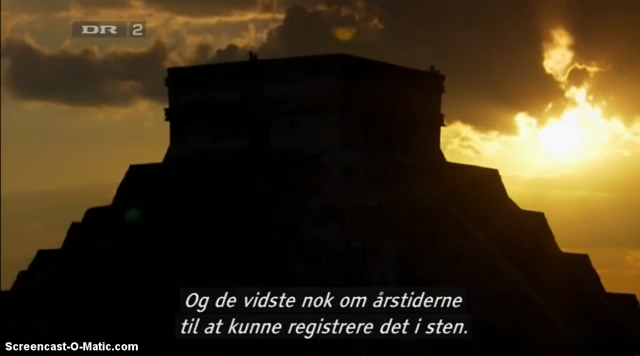 DR 2
Og de vidste nok om årstiderne
til at kunne registrere det i sten.
Screencast-O-Matic.com